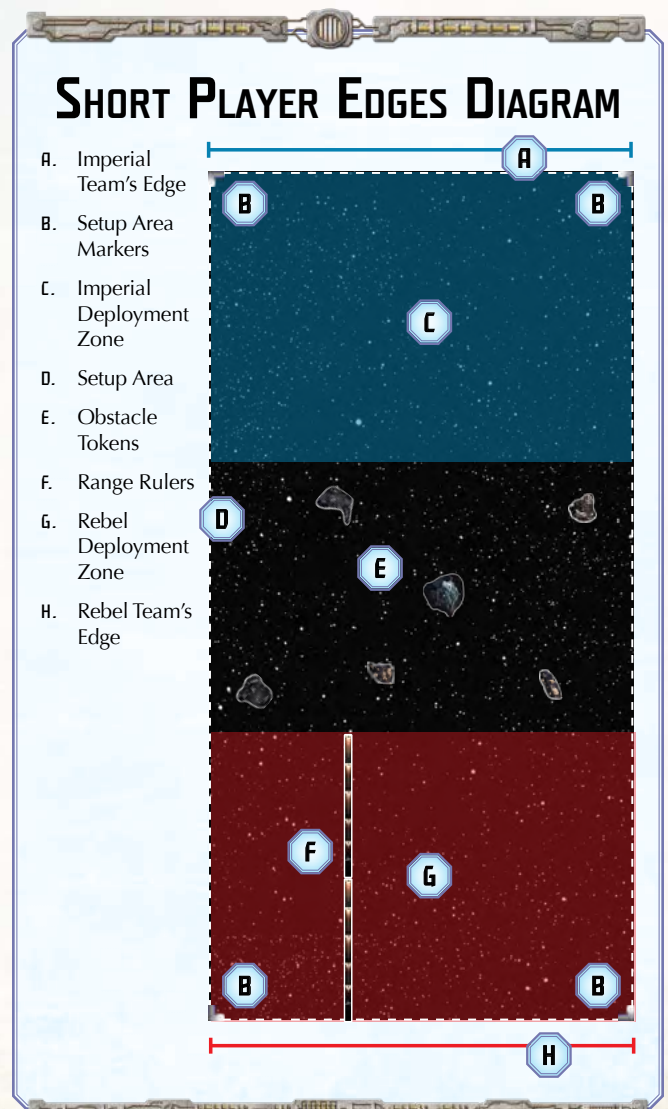 SHORT PLAYER EDGES DIAGRAM
A. Imperial
Team's Edge
B. Setup Area
Markers
C. Imperial
Deployment
Zone
D. Setup Area
E. Obstacle
Tokens
F. Range Rulers
G. Rebel
Deployment
Zone
H. Rebel Team's
Edge
A
B B
C
D
E
F
G
B B
H